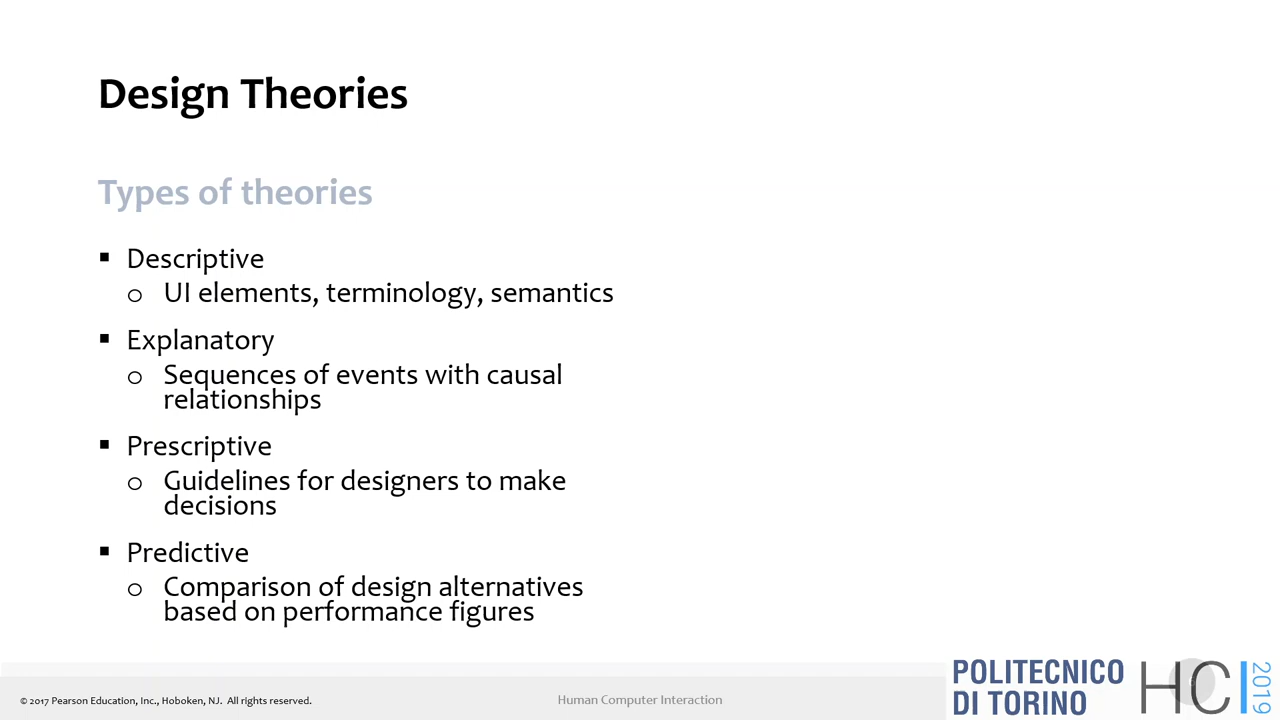 Design Theories
Types of theories
▪ Descriptive
o UI elements, terminology, semantics
▪ Explanatory
o Sequences of events with causal
relationships
▪ Prescriptive
o Guidelines for designers to make
decisions
▪ Predictive
o Comparison of design alternatives
based on performance figures
© 2017 Pearson Education, Inc., Hoboken, NJ. All rights reserved.
Human Computer Interaction
POLITECNICO
DI TORINO
HCI
2019